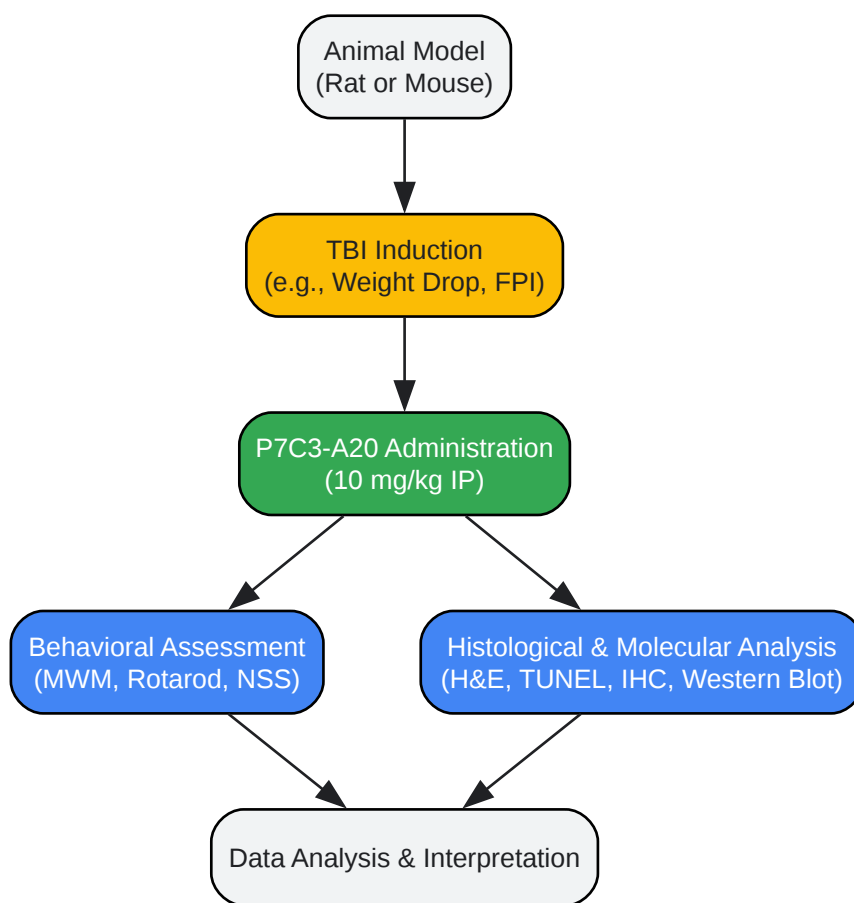 Animal Model
(Rat or Mouse)
TBI Induction
(e.g., Weight Drop, FPI)
P7C3-A20 Administration
(10 mg/kg IP)
Behavioral Assessment
(MWM, Rotarod, NSS)
Histological & Molecular Analysis
(H&E, TUNEL, IHC, Western Blot)
Data Analysis & Interpretation